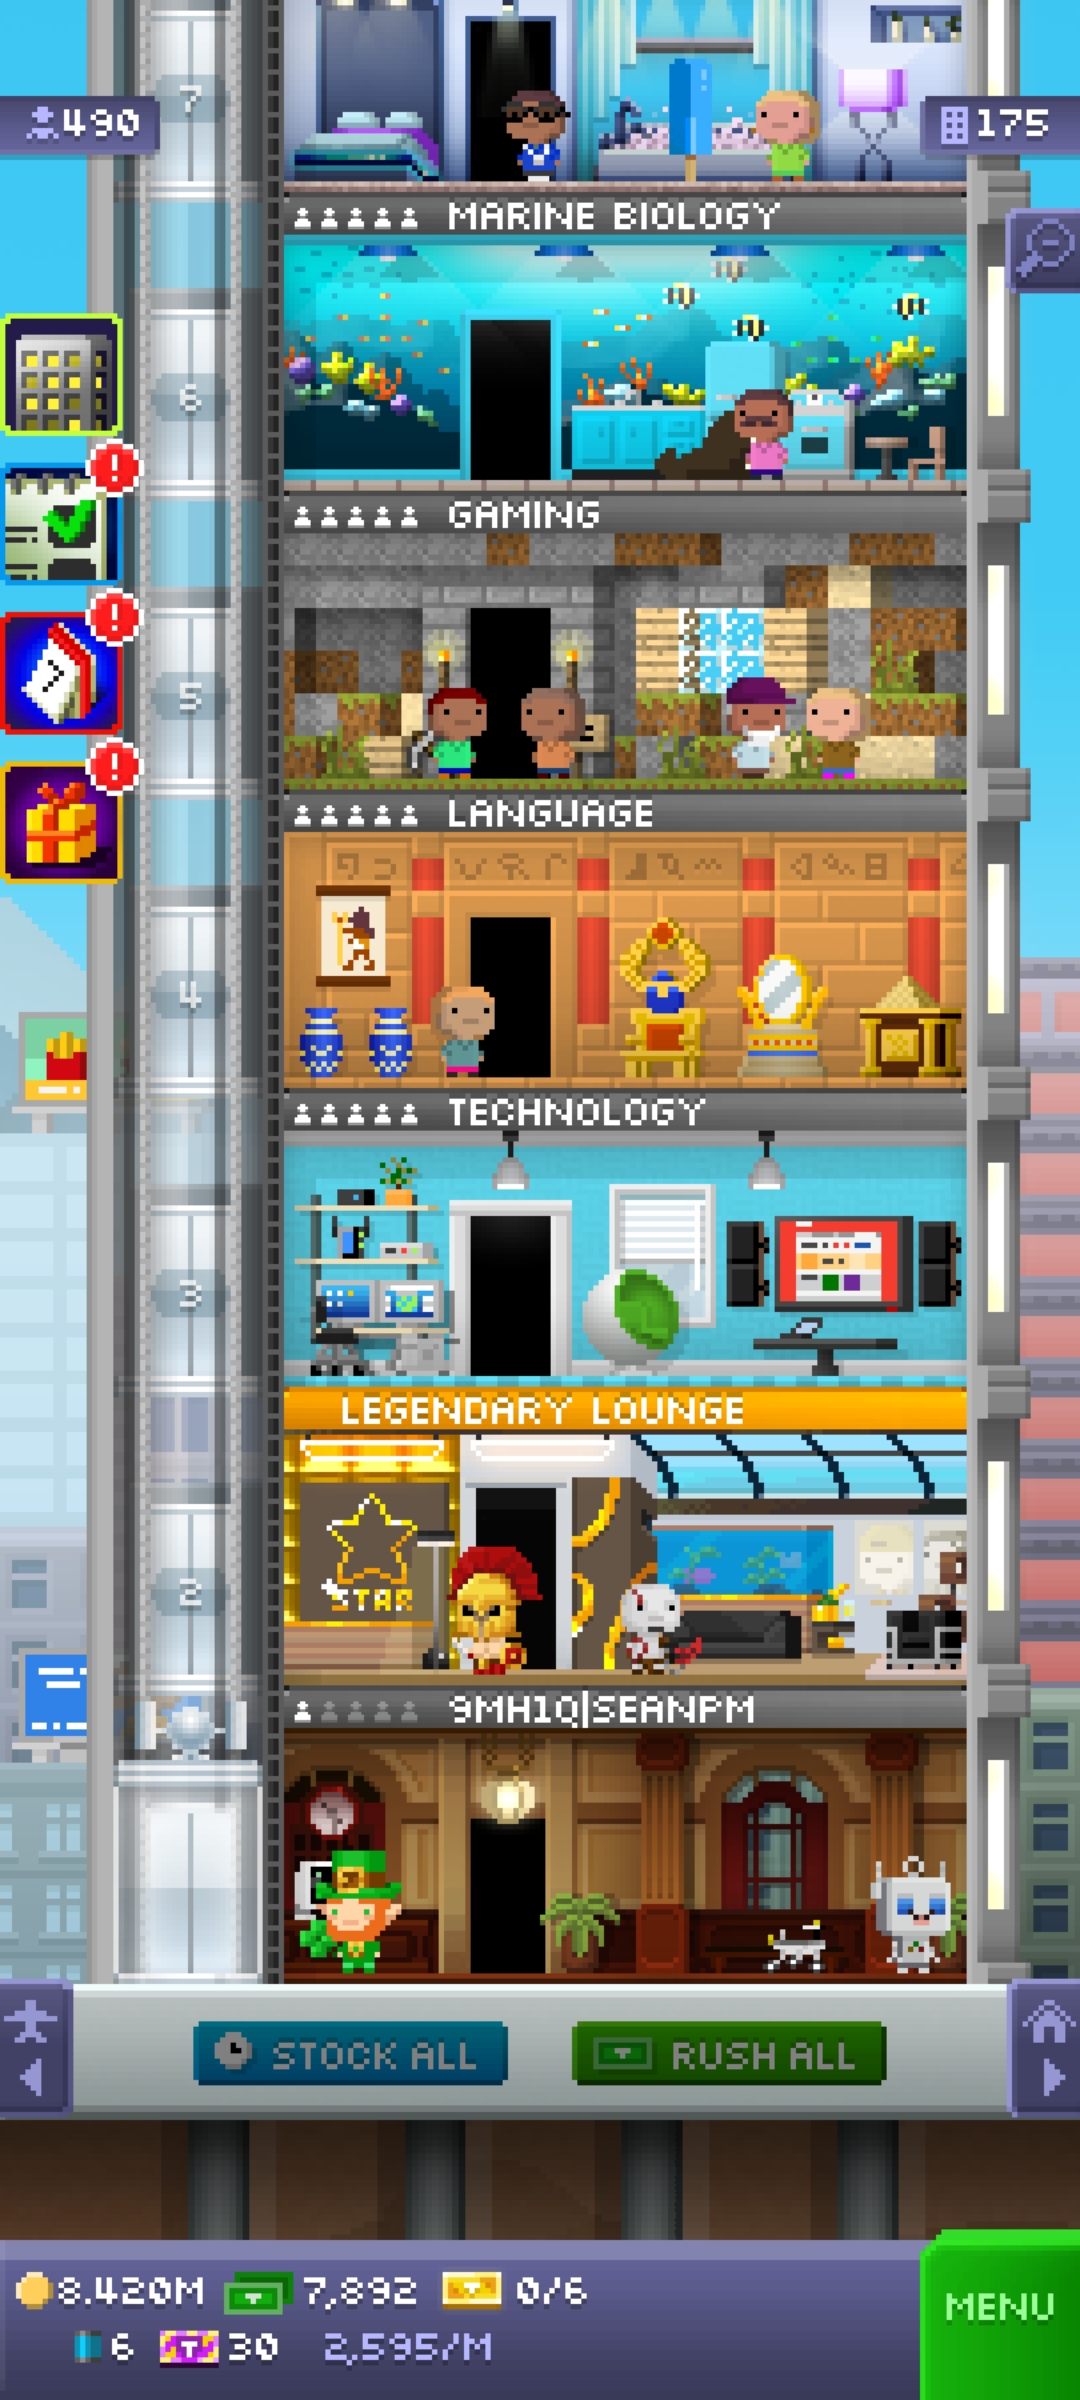 7
490
175
MARINE BIOLOGY
6
GAMING
5
LANGUAGE
4
TECHNOLOGY
3
LEGENDARY LOUNGE
STAR
2
9MH1Q|SEANPM
STOCK ALL
RUSH ALL
8.420M 7,892 0/6
6 30 2,595/M
MENU